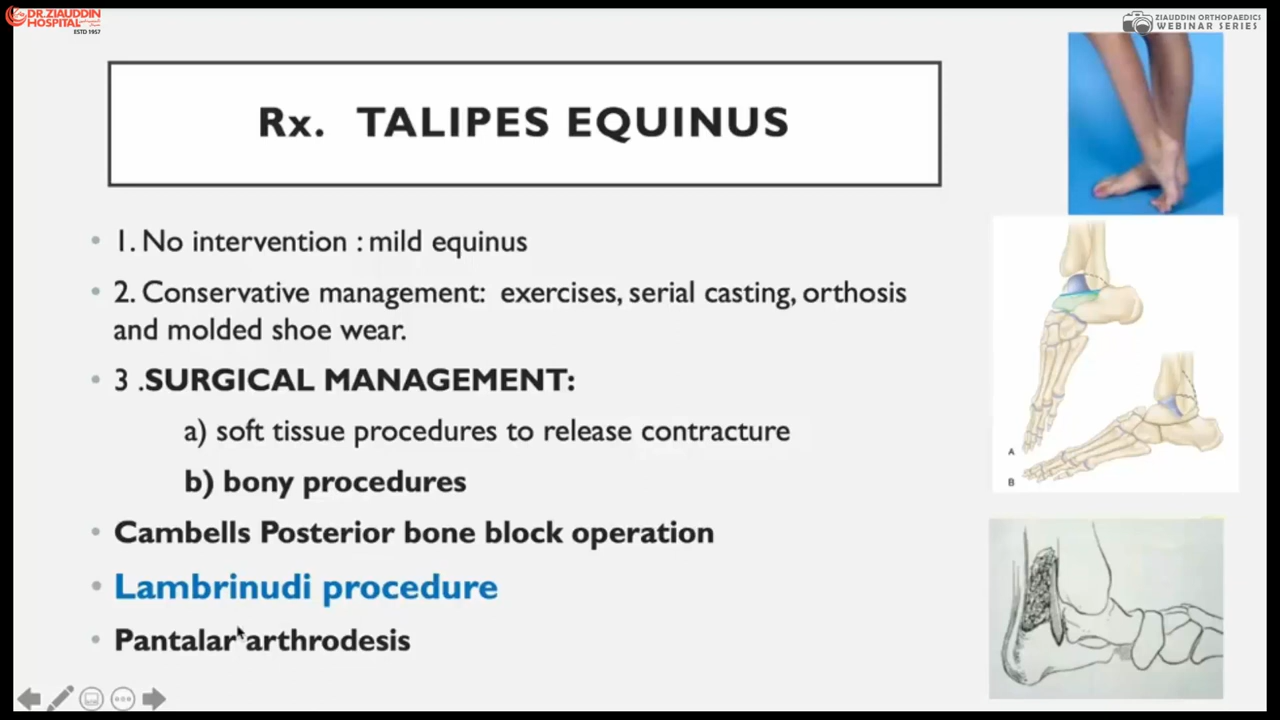 DR.ZIAUDDIN
HOSPITAL
ESTD 1957
ZIAUDDIN ORTHOPAEDICS
WEBINAR SERIES
Rx. TALIPES EQUINUS
• 1. No intervention : mild equinus
• 2. Conservative management: exercises, serial casting, orthosis
and molded shoe wear.
• 3 .SURGICAL MANAGEMENT:
a) soft tissue procedures to release contracture
b) bony procedures
• Cambells Posterior bone block operation
• Lambrinudi procedure
• Pantalar arthrodesis
A
B